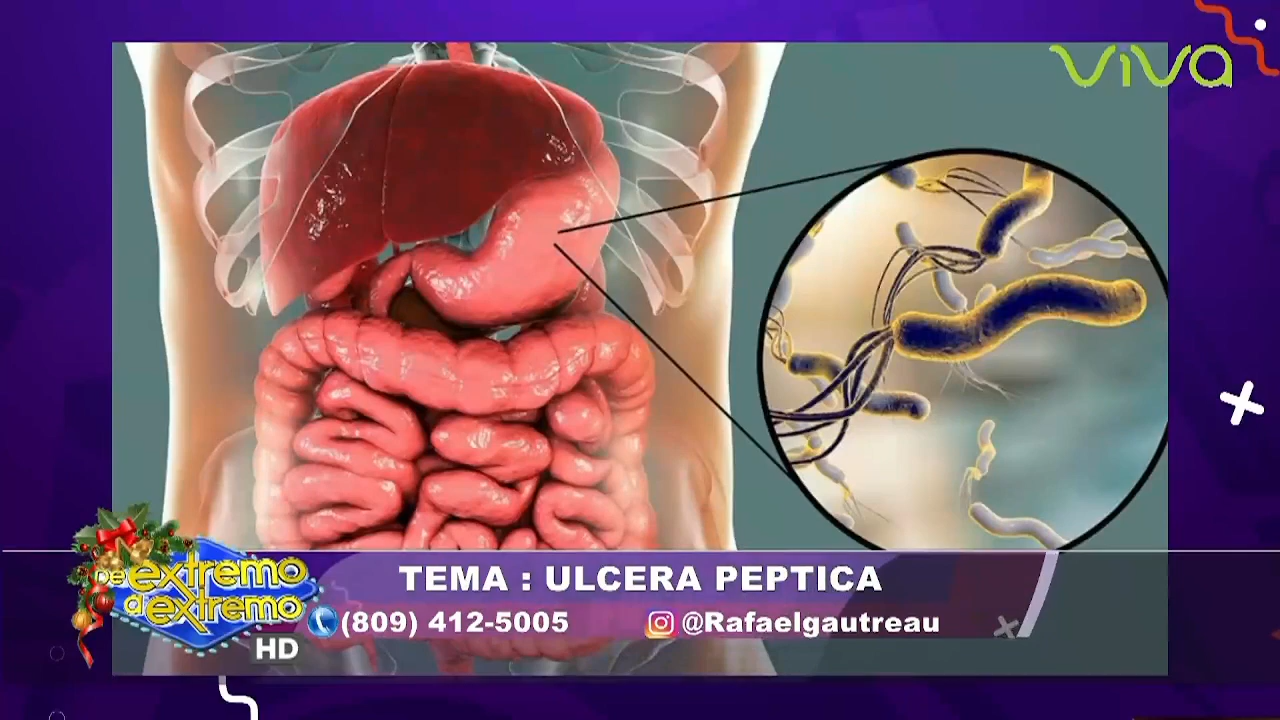 VIVA
TEMA : ULCERA PEPTICA
De extremo
a extremo
(809) 412-5005
@Rafaelgautreau
HD